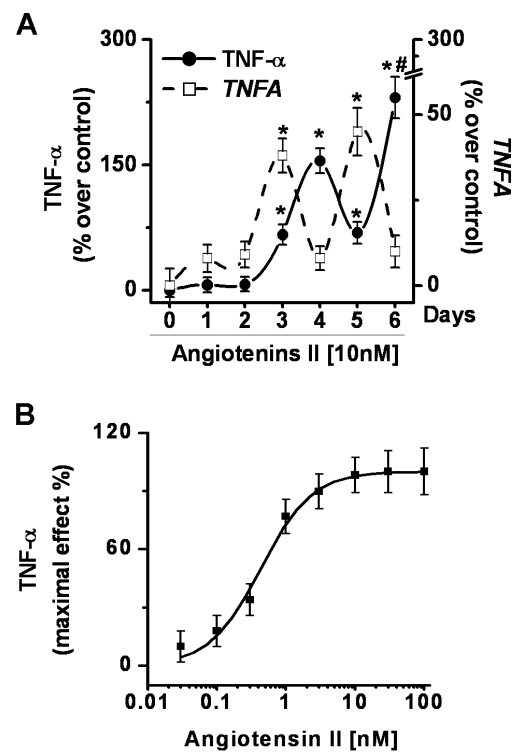 A
300
150
0
TNF-α
(% over control)
TNF-α
TNFA
*
*
*
*
*
* #
300
50
0
TNFA
(% over control)
0 1 2 3 4 5 6 Days
Angiotenins II [10nM]
B
120
60
0
TNF-α
(maximal effect %)
0.01 0.1 1 10 100
Angiotensin II [nM]